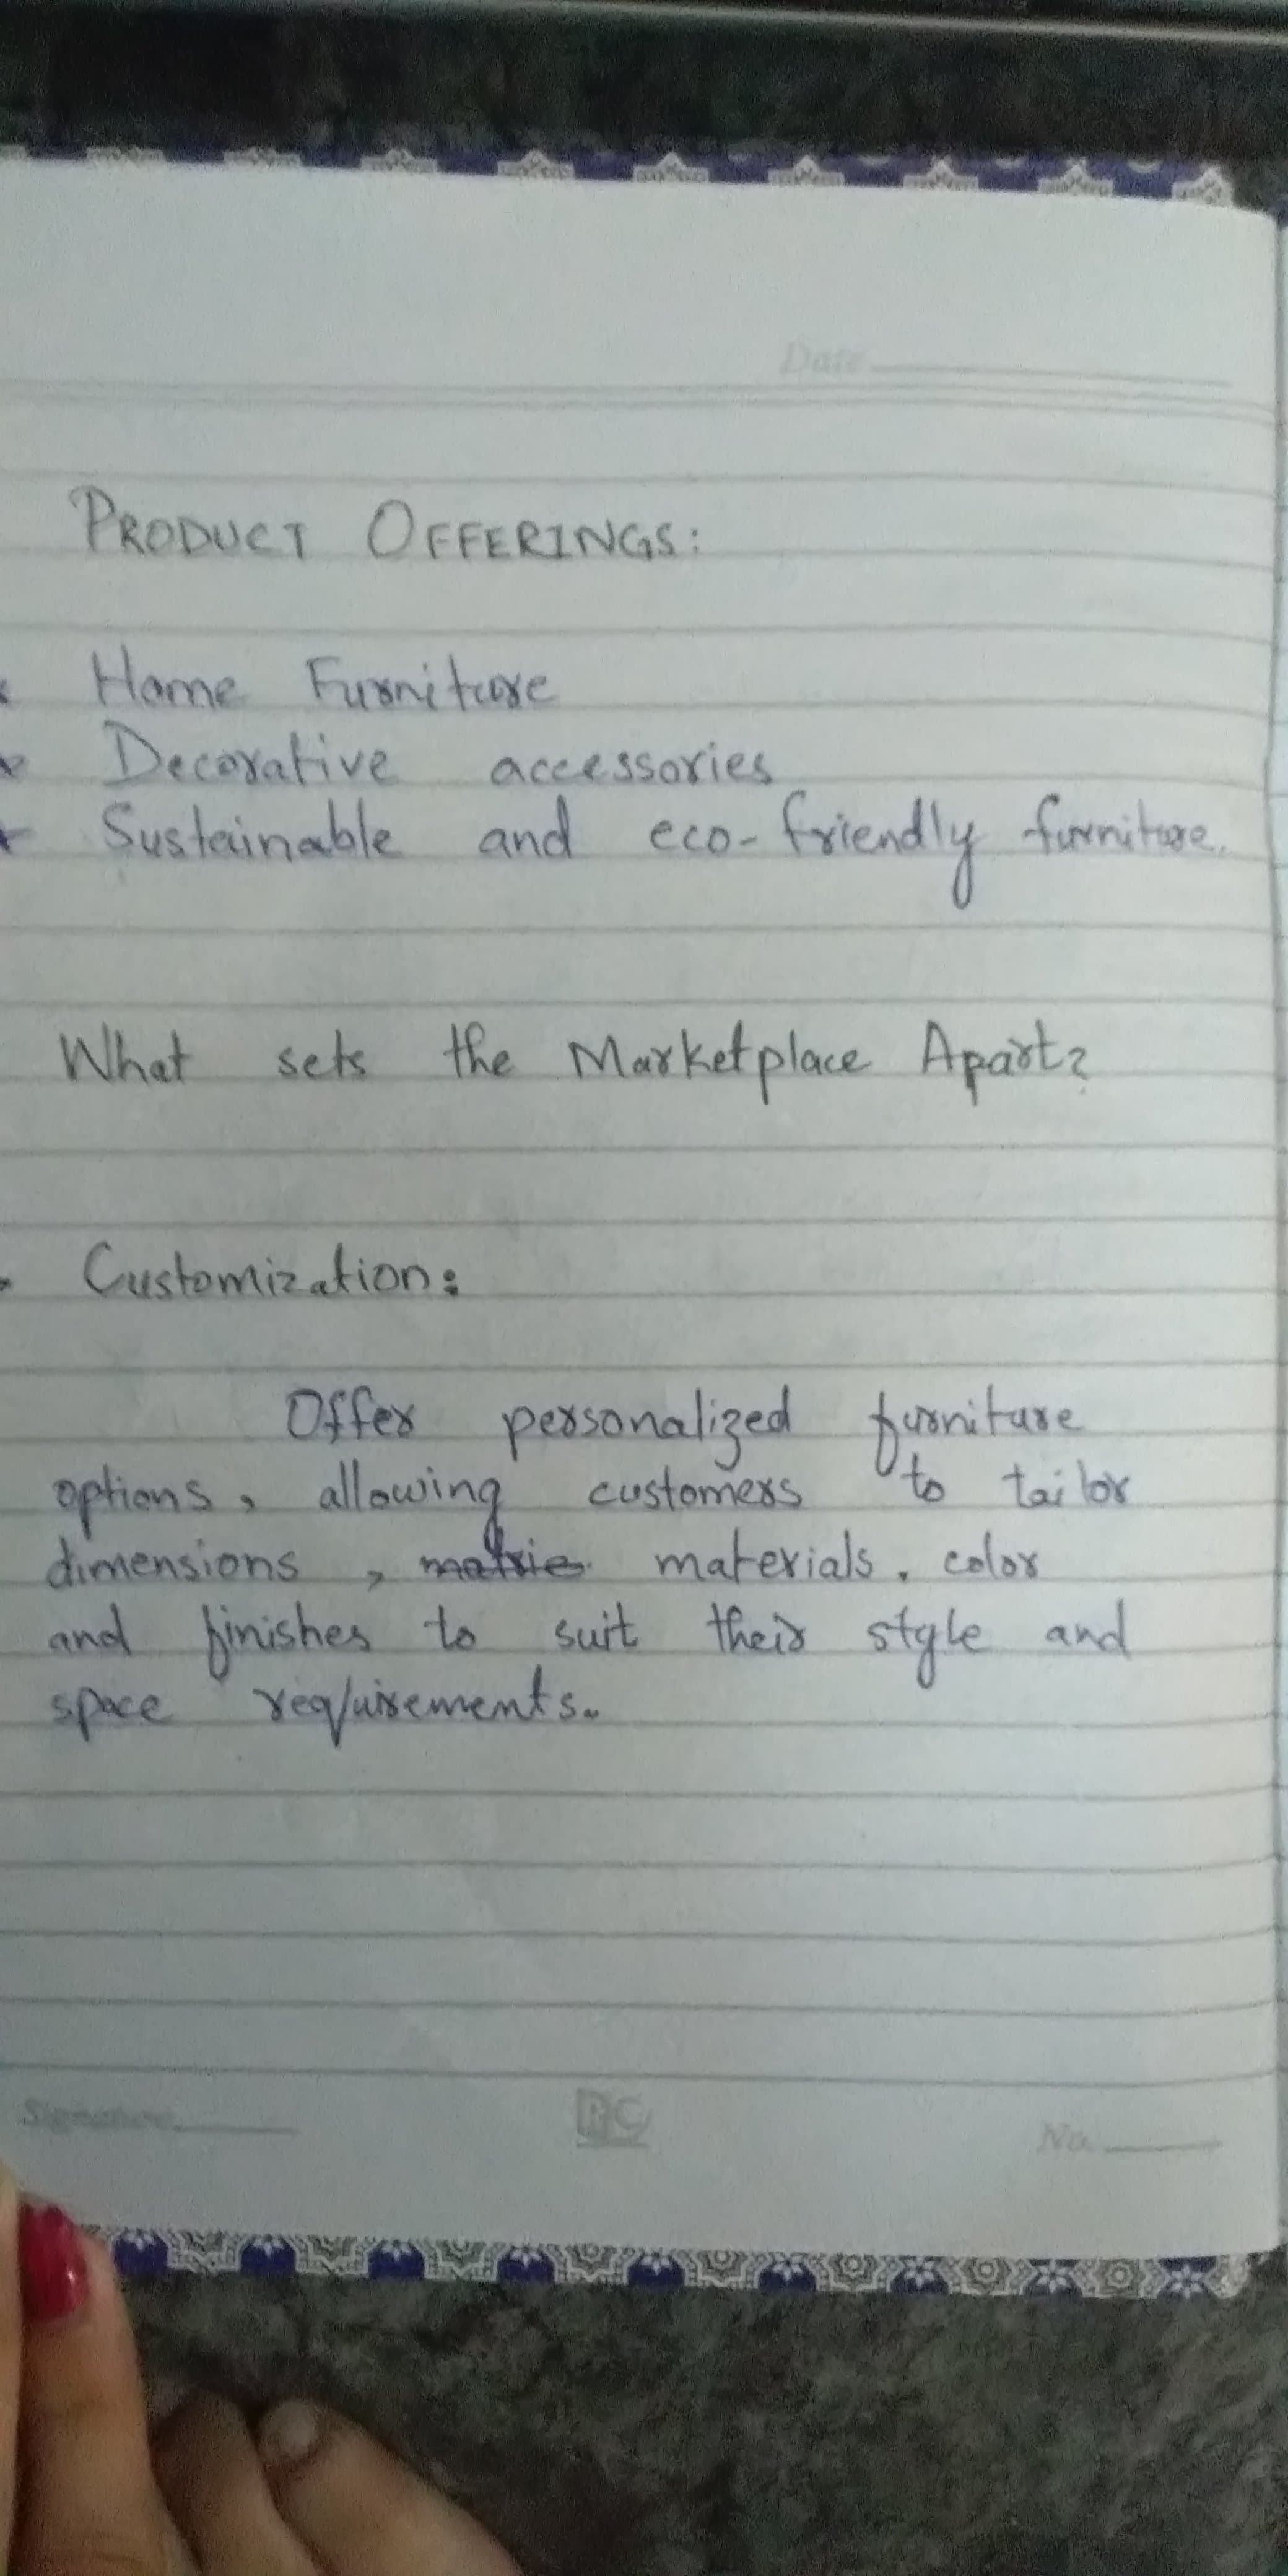 Date
PRODUCT OFFERINGS:
Home Furniture
Decorative accessories
Sustainable and eco-friendly furniture.
What sets the Marketplace Apart?
Customization:
Offer personalized furniture
options, allowing customers to tailor
dimensions, materials, color
and finishes to suit their style and
space requirements.
Signature
No.